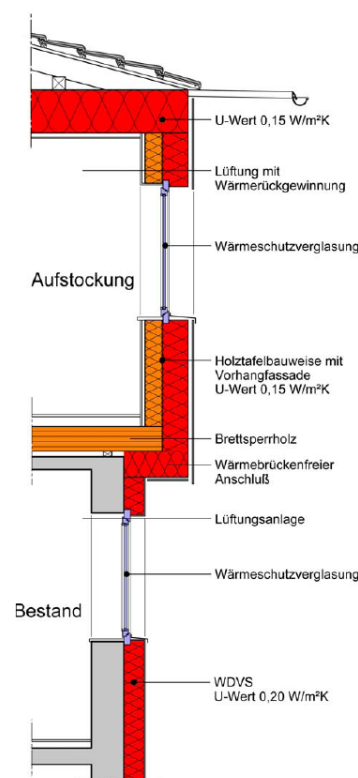 U-Wert 0,15 W/m²K
Lüftung mit
Wärmerückgewinnung
Wärmeschutzverglasung
Aufstockung
Holztafelbauweise mit
Vorhangfassade
U-Wert 0,15 W/m²K
Brettsperrholz
Wärmebrückenfreier
Anschluß
Lüftungsanlage
Wärmeschutzverglasung
Bestand
WDVS
U-Wert 0,20 W/m²K